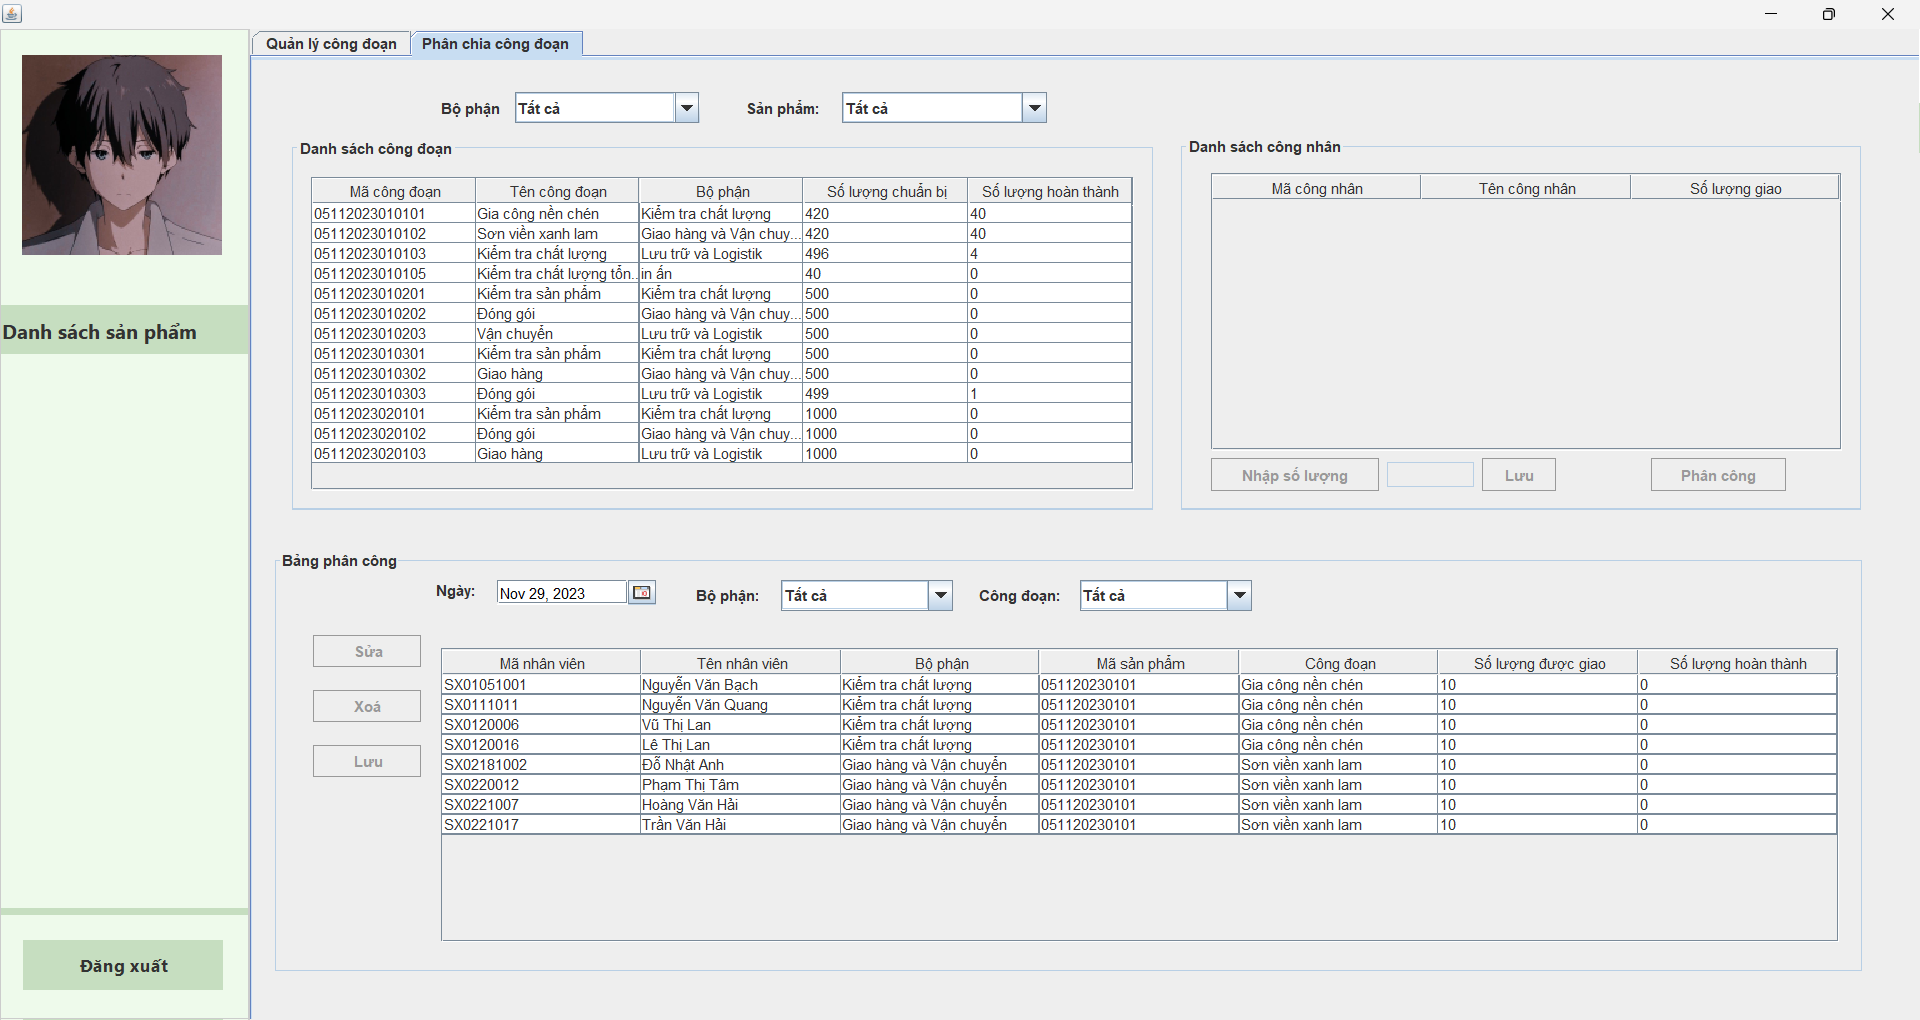 Quản lý công đoạn Phân chia công đoạn
Bộ phận Tất cả Sản phẩm: Tất cả
Danh sách công đoạn
Mã công đoạn Tên công đoạn Bộ phận Số lượng chuẩn bị Số lượng hoàn thành
05112023010101 Gia công nền chén Kiểm tra chất lượng 420 40
05112023010102 Sơn viền xanh lam Giao hàng và Vận chuy... 420 40
05112023010103 Kiểm tra chất lượng Lưu trữ và Logistik 496 4
05112023010105 Kiểm tra chất lượng tổn... in ấn 40 0
05112023010201 Kiểm tra sản phẩm Kiểm tra chất lượng 500 0
05112023010202 Đóng gói Giao hàng và Vận chuy... 500 0
05112023010203 Vận chuyển Lưu trữ và Logistik 500 0
05112023010301 Kiểm tra sản phẩm Kiểm tra chất lượng 500 0
05112023010302 Giao hàng Giao hàng và Vận chuy... 500 0
05112023010303 Đóng gói Lưu trữ và Logistik 499 1
05112023020101 Kiểm tra sản phẩm Kiểm tra chất lượng 1000 0
05112023020102 Đóng gói Giao hàng và Vận chuy... 1000 0
05112023020103 Giao hàng Lưu trữ và Logistik 1000 0
Danh sách công nhân
Mã công nhân Tên công nhân Số lượng giao
Nhập số lượng Lưu Phân công
Danh sách sản phẩm
Bảng phân công
Ngày: Nov 29, 2023 Bộ phận: Tất cả Công đoạn: Tất cả
Sửa
Xoá
Lưu
Mã nhân viên Tên nhân viên Bộ phận Mã sản phẩm Công đoạn Số lượng được giao Số lượng hoàn thành
SX01051001 Nguyễn Văn Bạch Kiểm tra chất lượng 051120230101 Gia công nền chén 10 0
SX0111011 Nguyễn Văn Quang Kiểm tra chất lượng 051120230101 Gia công nền chén 10 0
SX0120006 Vũ Thị Lan Kiểm tra chất lượng 051120230101 Gia công nền chén 10 0
SX0120016 Lê Thị Lan Kiểm tra chất lượng 051120230101 Gia công nền chén 10 0
SX02181002 Đỗ Nhật Anh Giao hàng và Vận chuyển 051120230101 Sơn viền xanh lam 10 0
SX0220012 Phạm Thị Tâm Giao hàng và Vận chuyển 051120230101 Sơn viền xanh lam 10 0
SX0221007 Hoàng Văn Hải Giao hàng và Vận chuyển 051120230101 Sơn viền xanh lam 10 0
SX0221017 Trần Văn Hải Giao hàng và Vận chuyển 051120230101 Sơn viền xanh lam 10 0
Đăng xuất